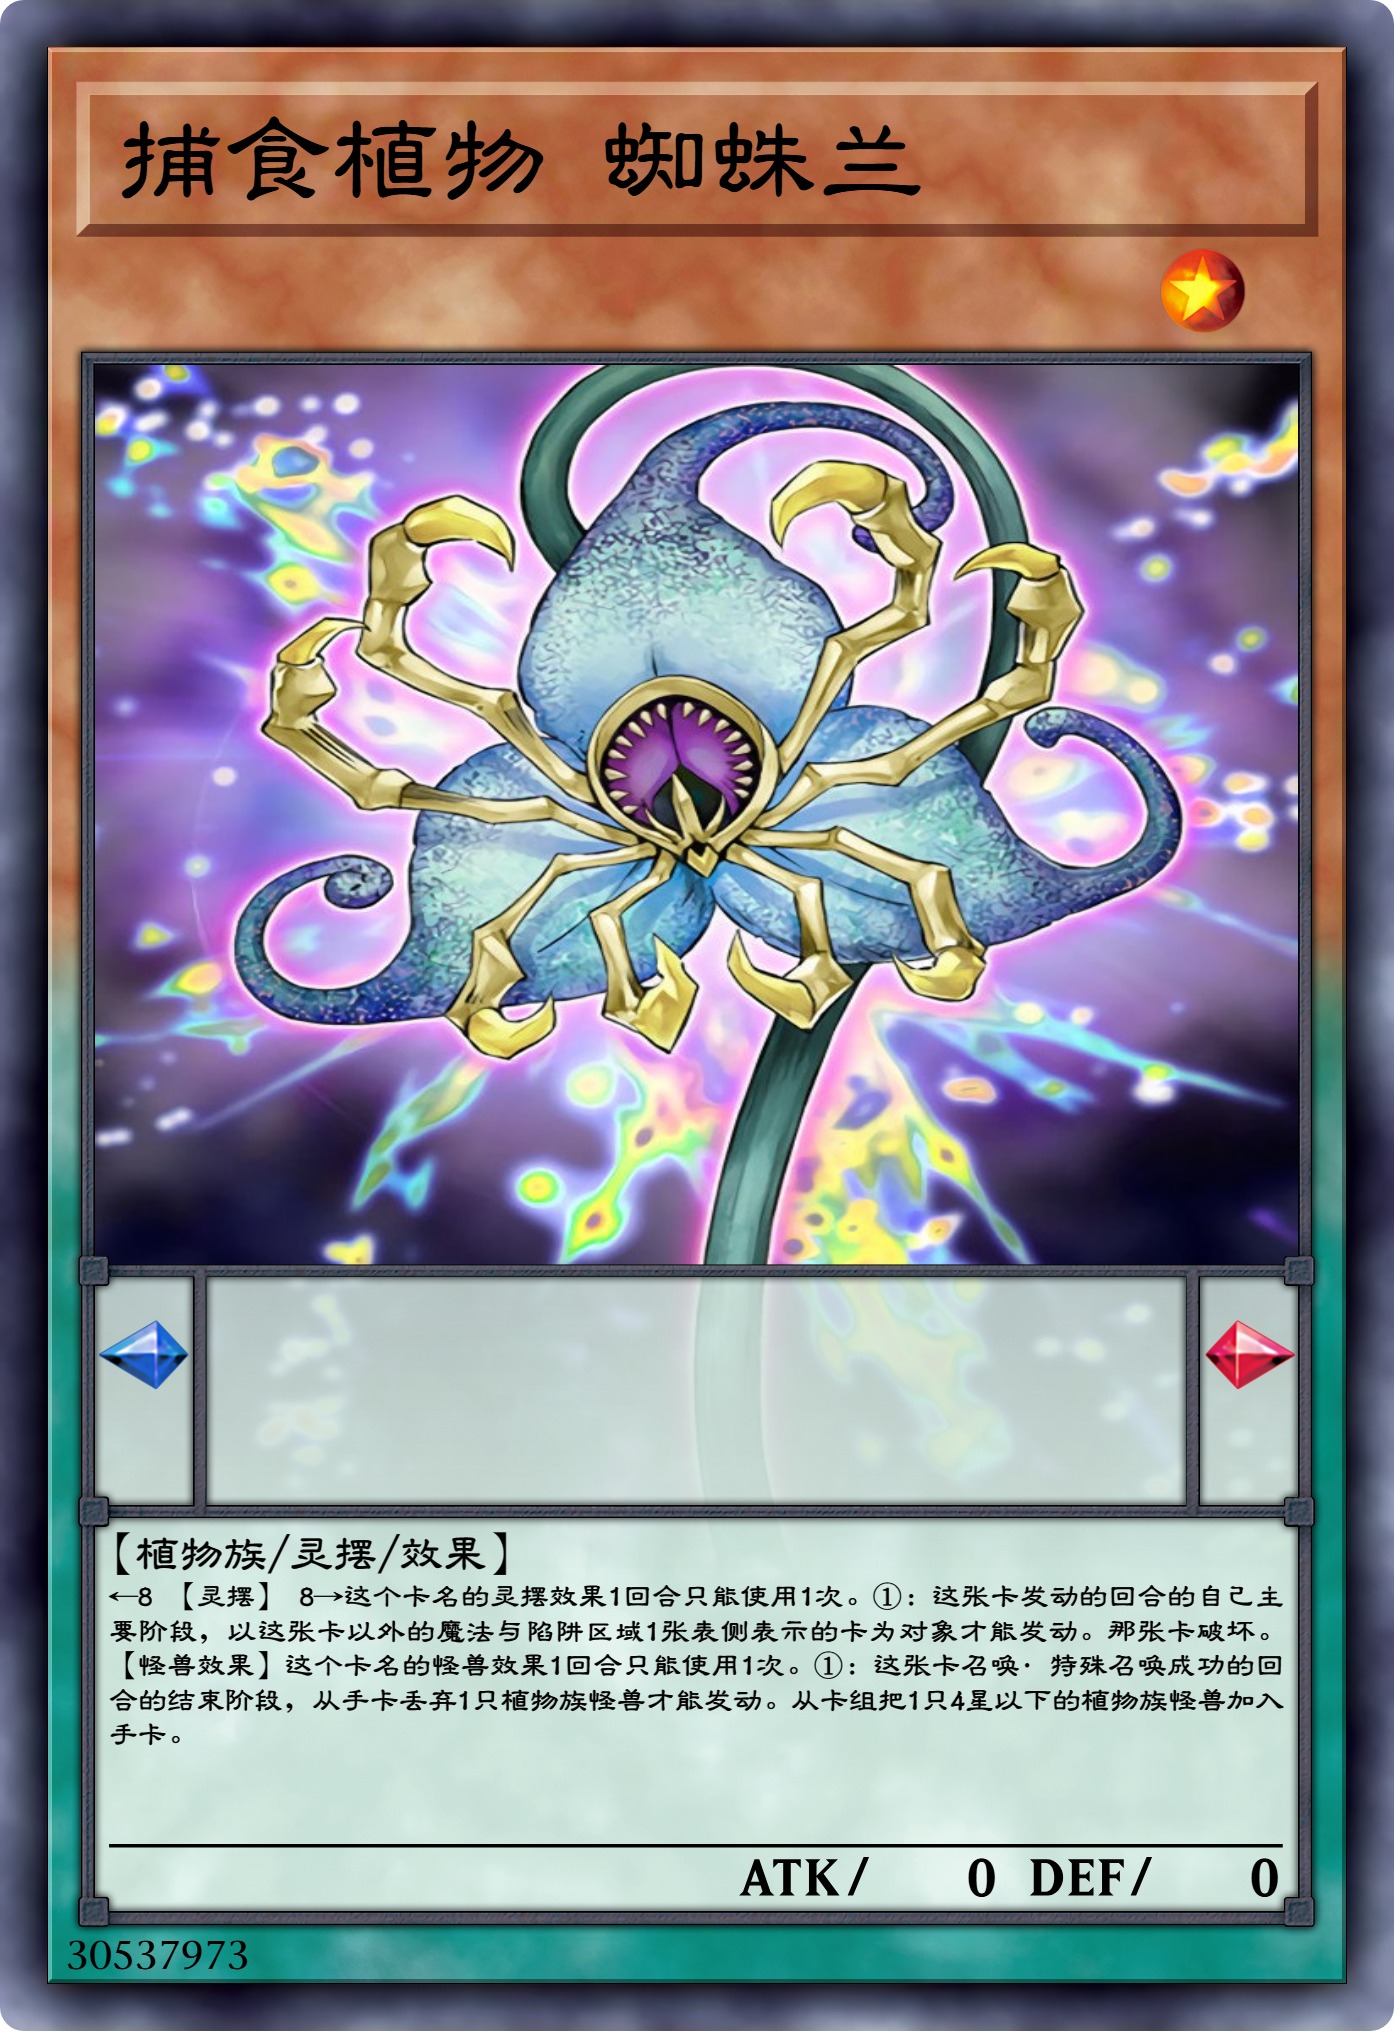 捕食植物 蜘蛛兰
【植物族/灵摆/效果】
←8 【灵摆】 8→这个卡名的灵摆效果1回合只能使用1次。①：这张卡发动的回合的自己主
要阶段，以这张卡以外的魔法与陷阱区域1张表侧表示的卡为对象才能发动。那张卡破坏。
【怪兽效果】这个卡名的怪兽效果1回合只能使用1次。①：这张卡召唤·特殊召唤成功的回
合的结束阶段，从手卡丢弃1只植物族怪兽才能发动。从卡组把1只4星以下的植物族怪兽加入
手卡。
ATK/ 0 DEF/ 0
30537973